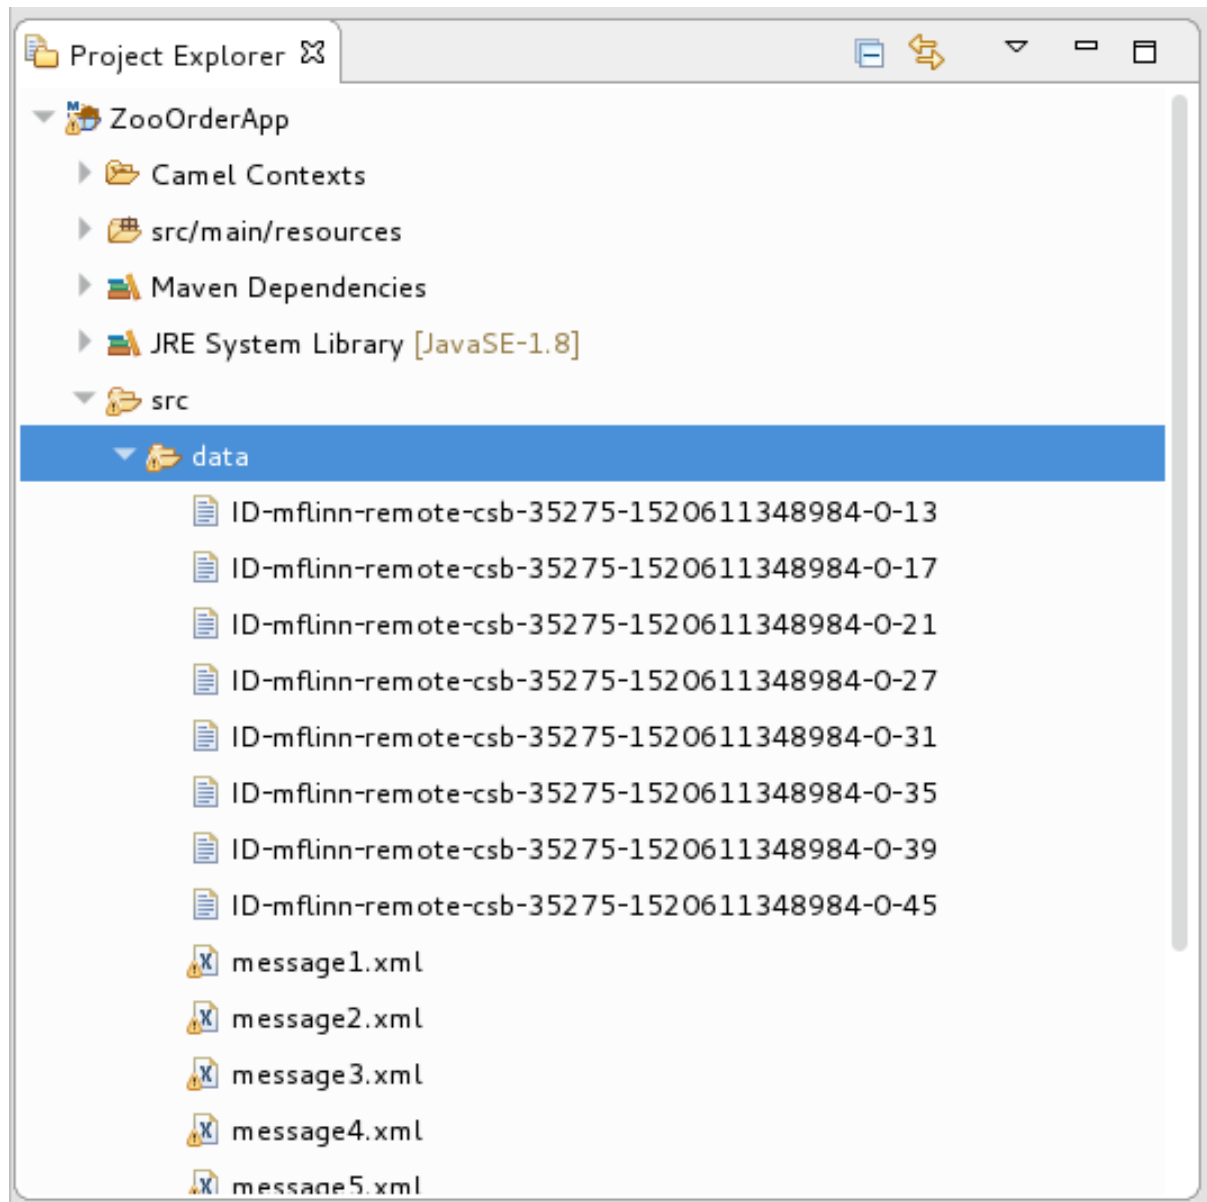 Project Explorer
ZooOrderApp
Camel Contexts
src/main/resources
Maven Dependencies
JRE System Library [JavaSE-1.8]
src
data
ID-mflinn-remote-csb-35275-1520611348984-0-13
ID-mflinn-remote-csb-35275-1520611348984-0-17
ID-mflinn-remote-csb-35275-1520611348984-0-21
ID-mflinn-remote-csb-35275-1520611348984-0-27
ID-mflinn-remote-csb-35275-1520611348984-0-31
ID-mflinn-remote-csb-35275-1520611348984-0-35
ID-mflinn-remote-csb-35275-1520611348984-0-39
ID-mflinn-remote-csb-35275-1520611348984-0-45
message1.xml
message2.xml
message3.xml
message4.xml
message5.xml